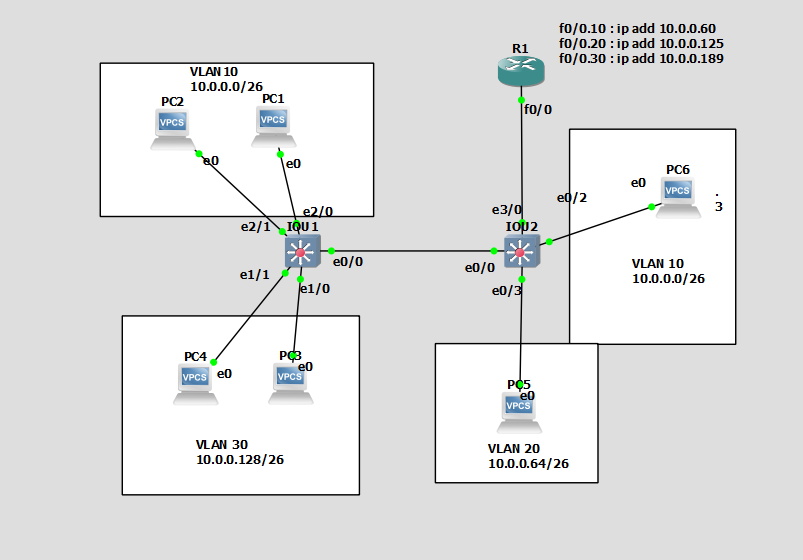 f0/0.10 : ip add 10.0.0.60
f0/0.20 : ip add 10.0.0.125
f0/0.30 : ip add 10.0.0.189
R1
f0/0
VLAN 10
10.0.0.0/26
PC2
PC1
VPCS
VPCS
e0
e0
e2/0
e2/1
IOU1
e0/0
e1/1
e1/0
e3/0
IOU2
e0/2
e0/0
e0/3
PC6
e0
VPCS
.
3
VLAN 10
10.0.0.0/26
PC4
PC3
e0
e0
VPCS
VPCS
VLAN 30
10.0.0.128/26
PC5
e0
VPCS
VLAN 20
10.0.0.64/26